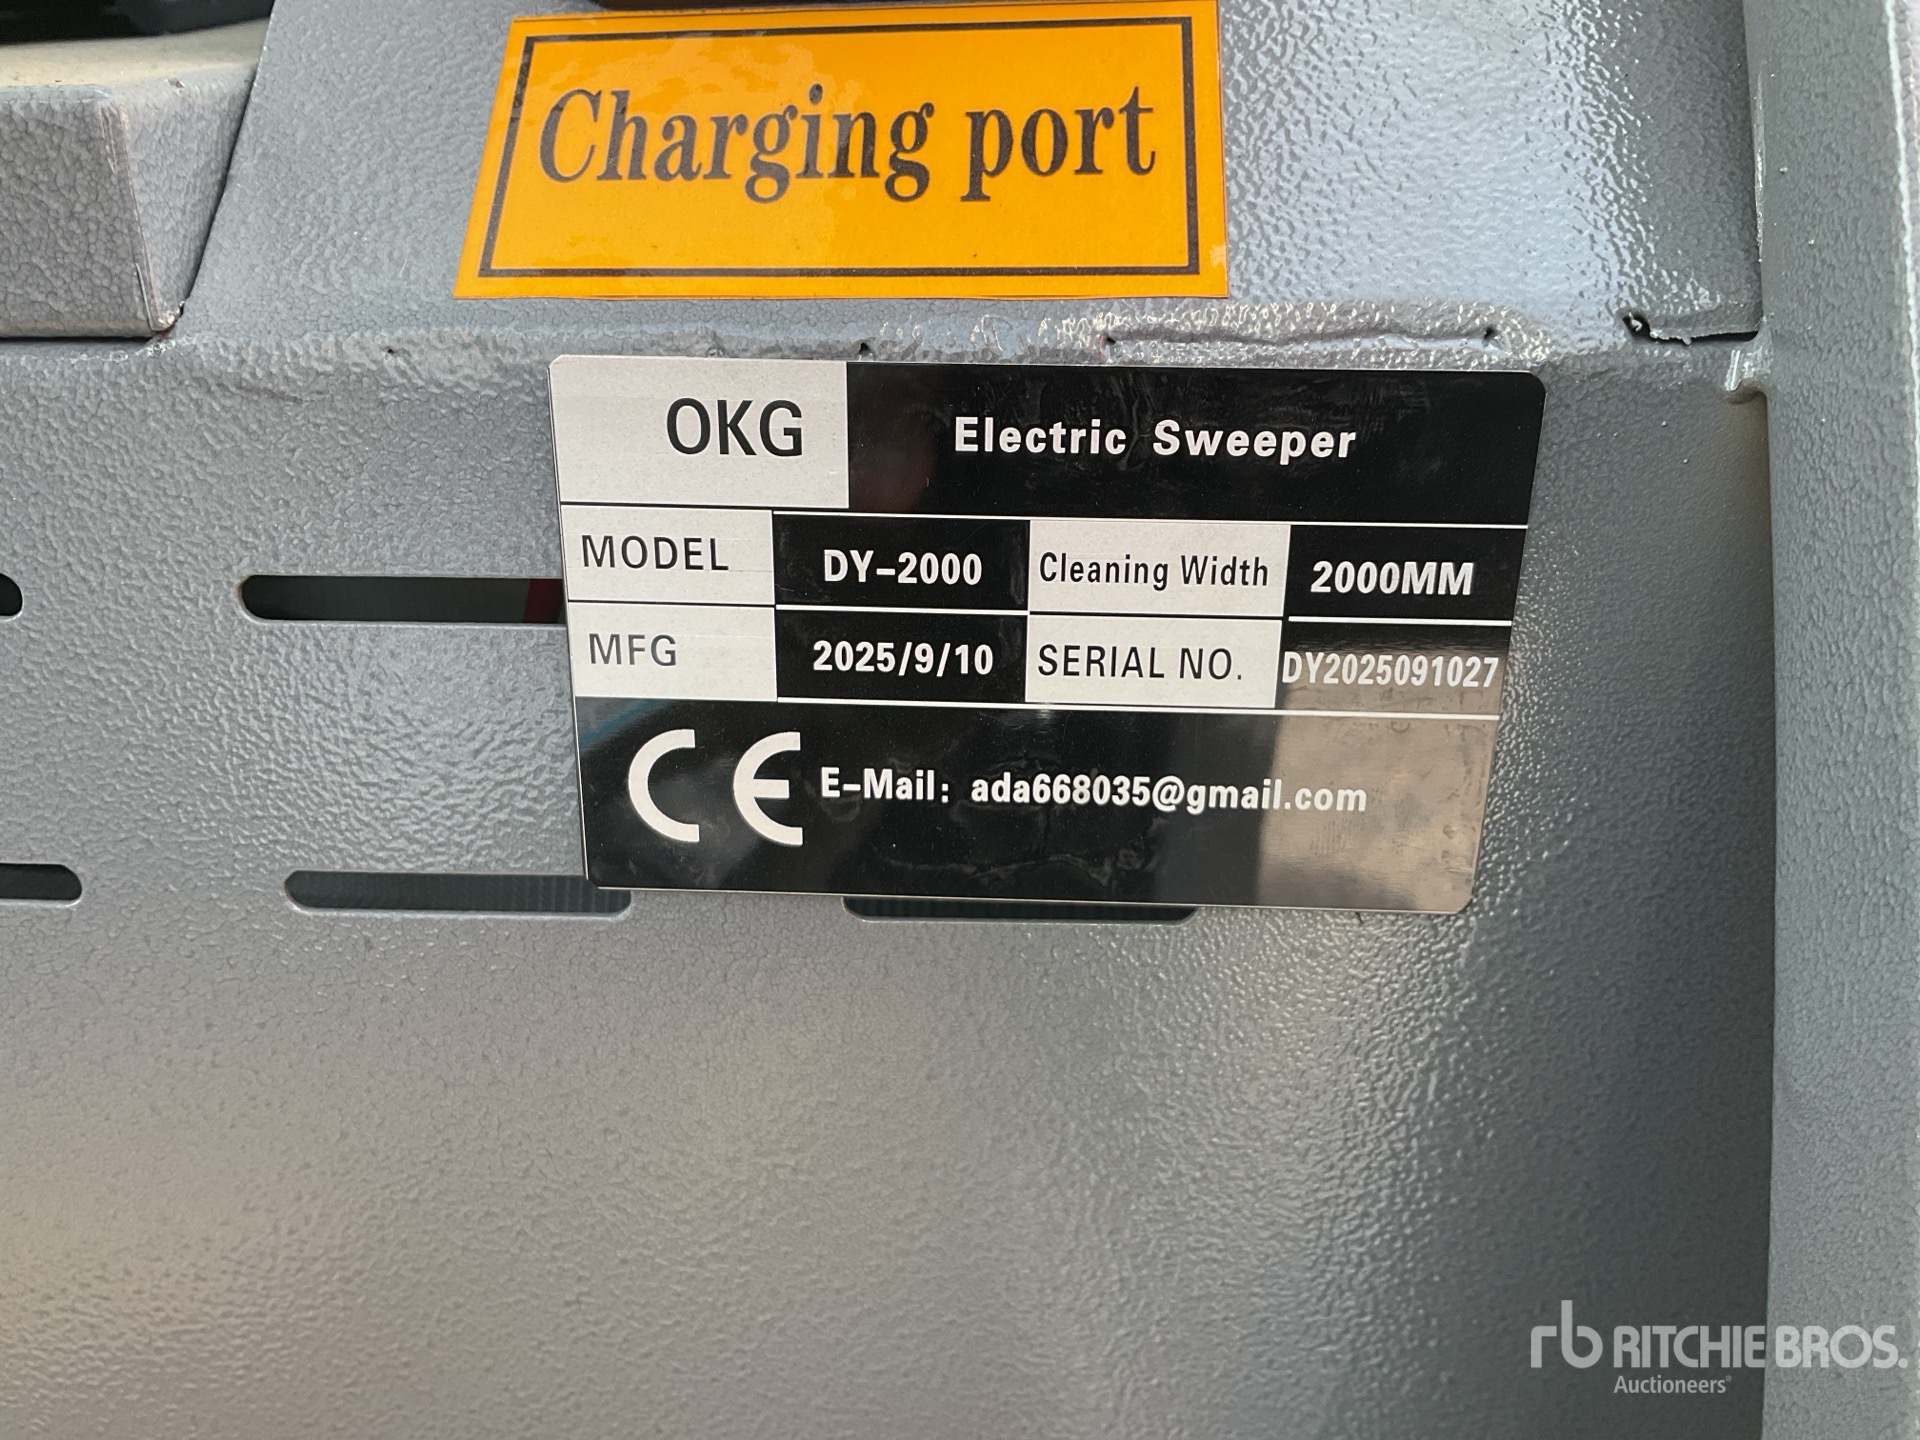 Charging port
OKG Electric Sweeper
MODEL DY-2000 Cleaning Width 2000MM
MFG 2025/9/10 SERIAL NO. DY2025091027
CE E-Mail: ada668035@gmail.com
rb RITCHIE BROS.
Auctioneers®